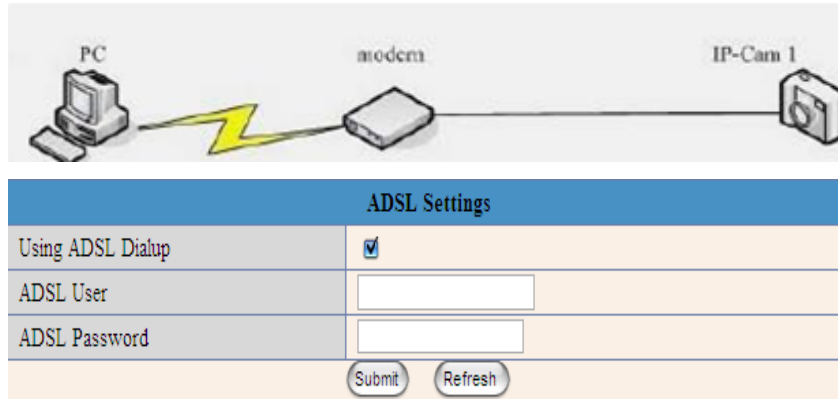 PC
modem
IP-Cam 1
ADSL Settings
Using ADSL Dialup
ADSL User
ADSL Password
Submit
Refresh